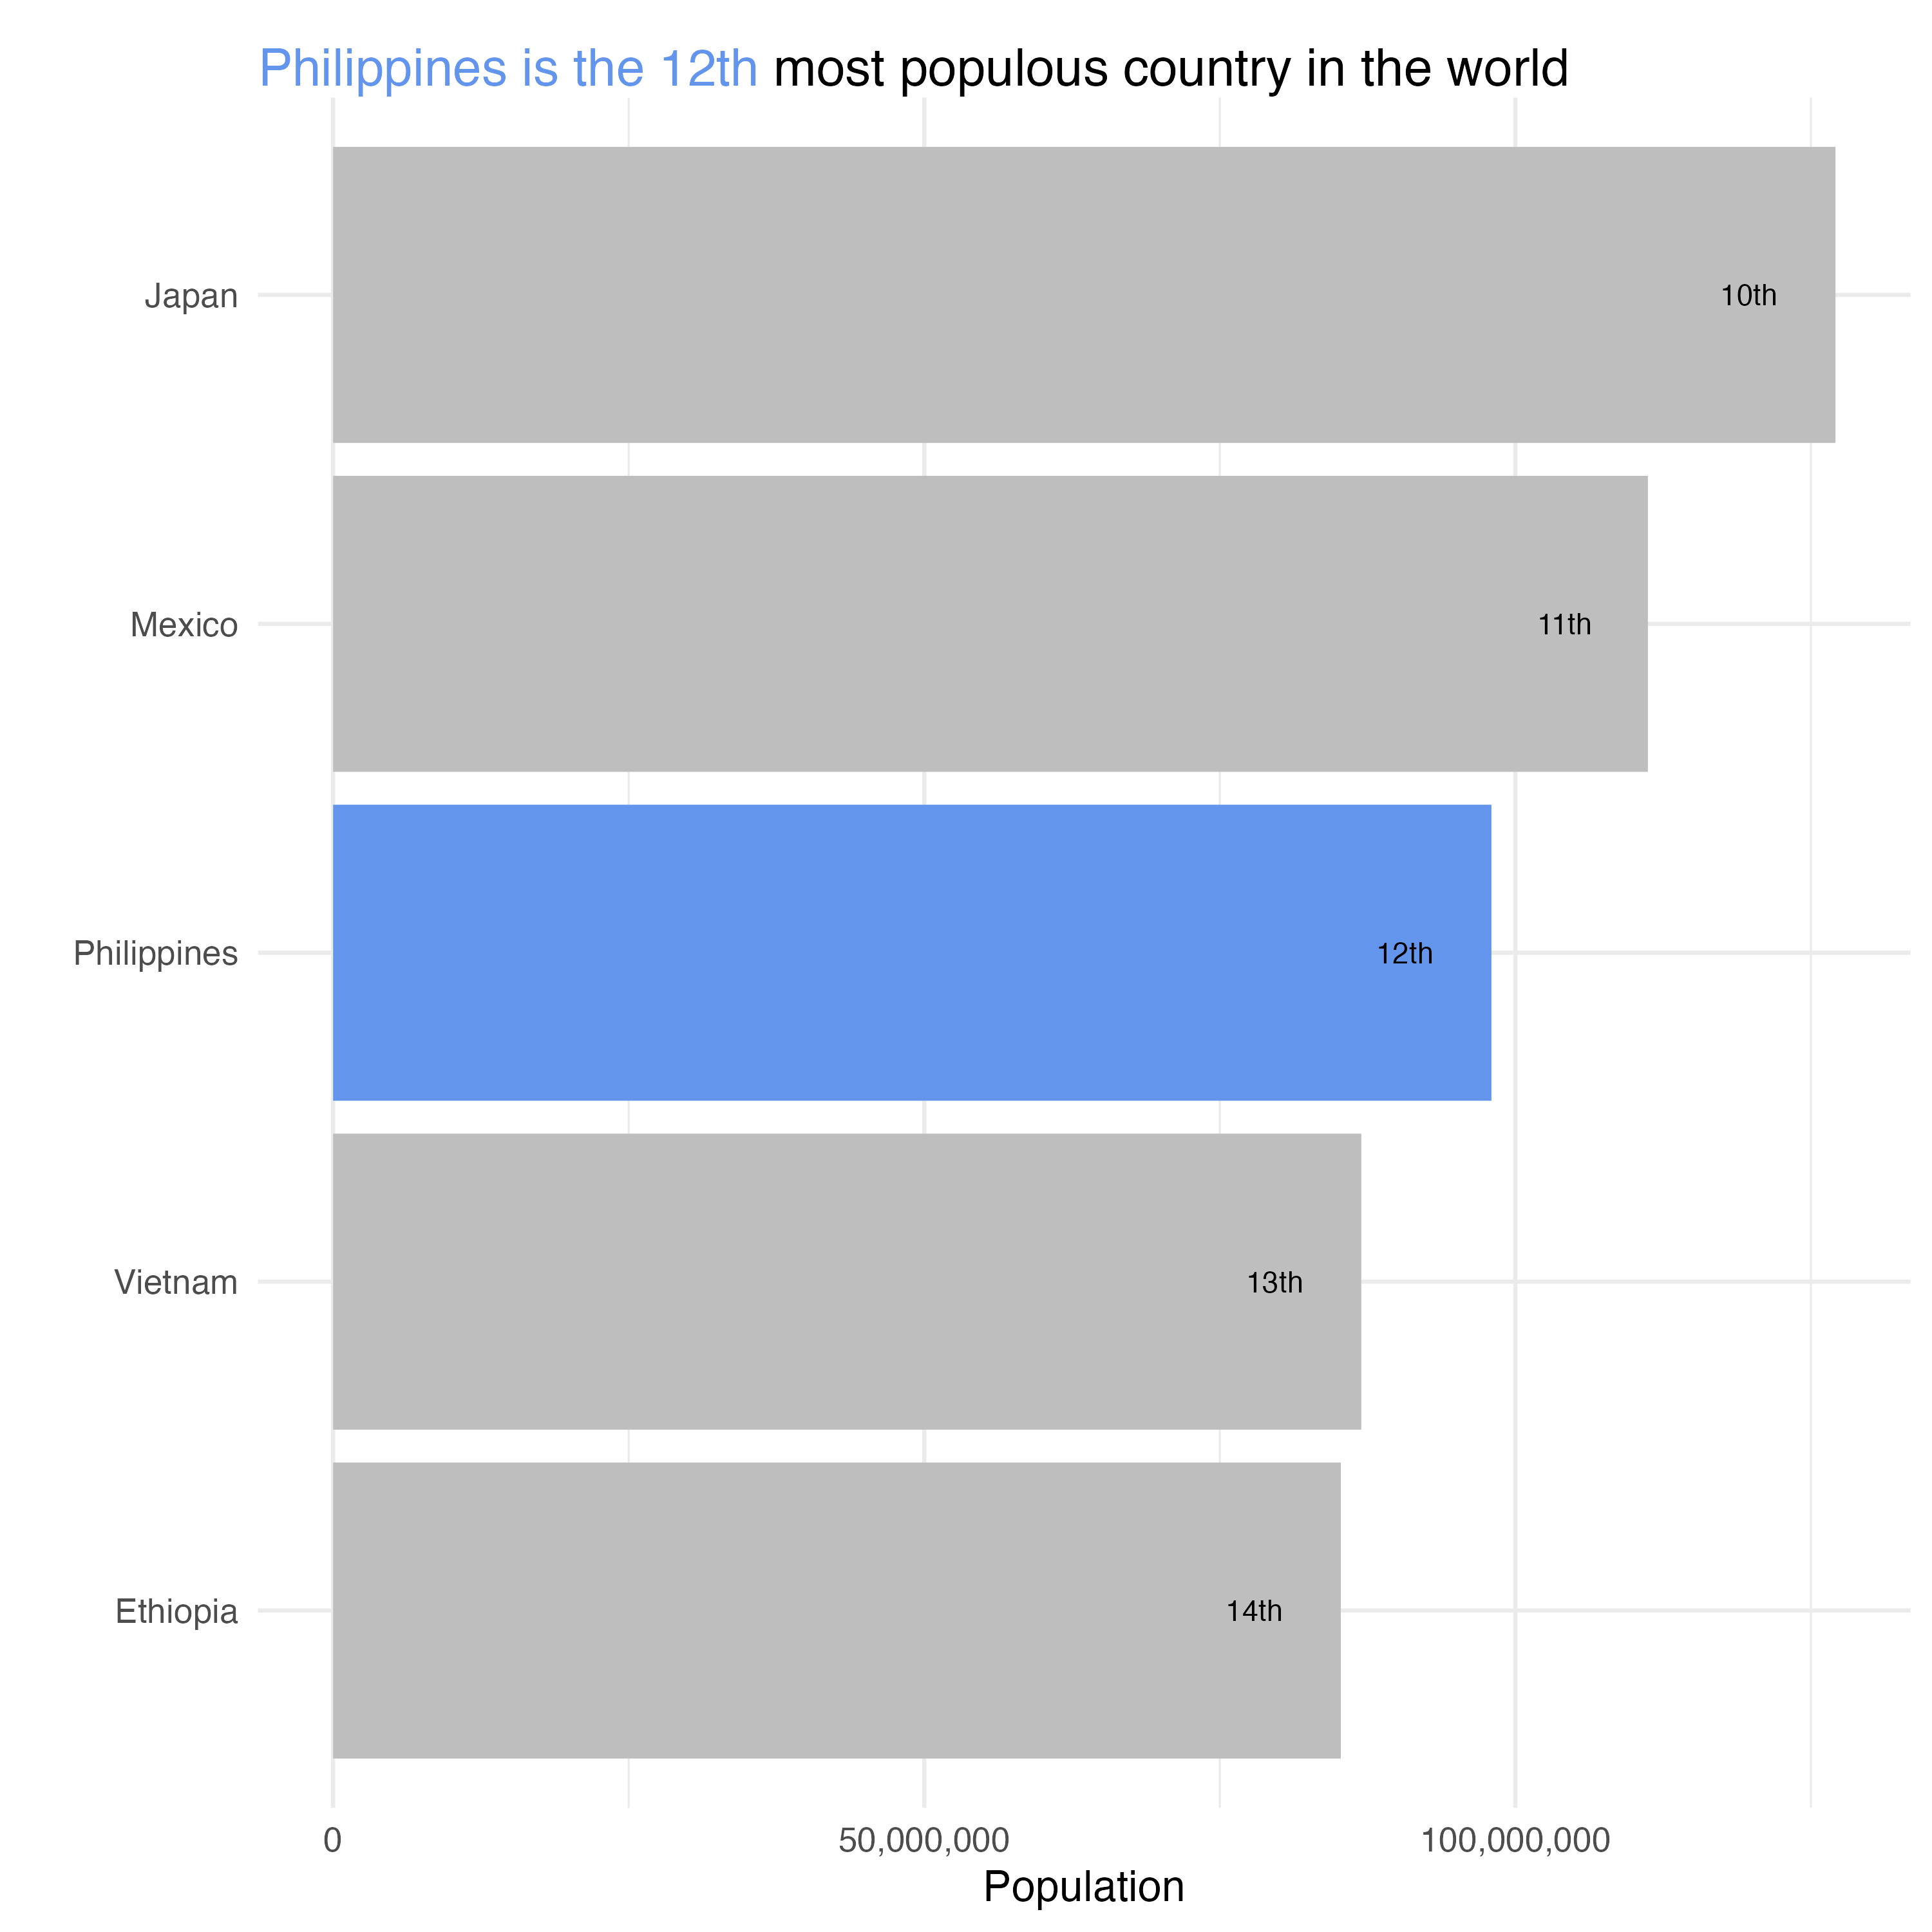 Philippines is the 12th most populous country in the world
Japan
10th
Mexico
11th
Philippines
12th
Vietnam
13th
Ethiopia
14th
0
50,000,000
100,000,000
Population